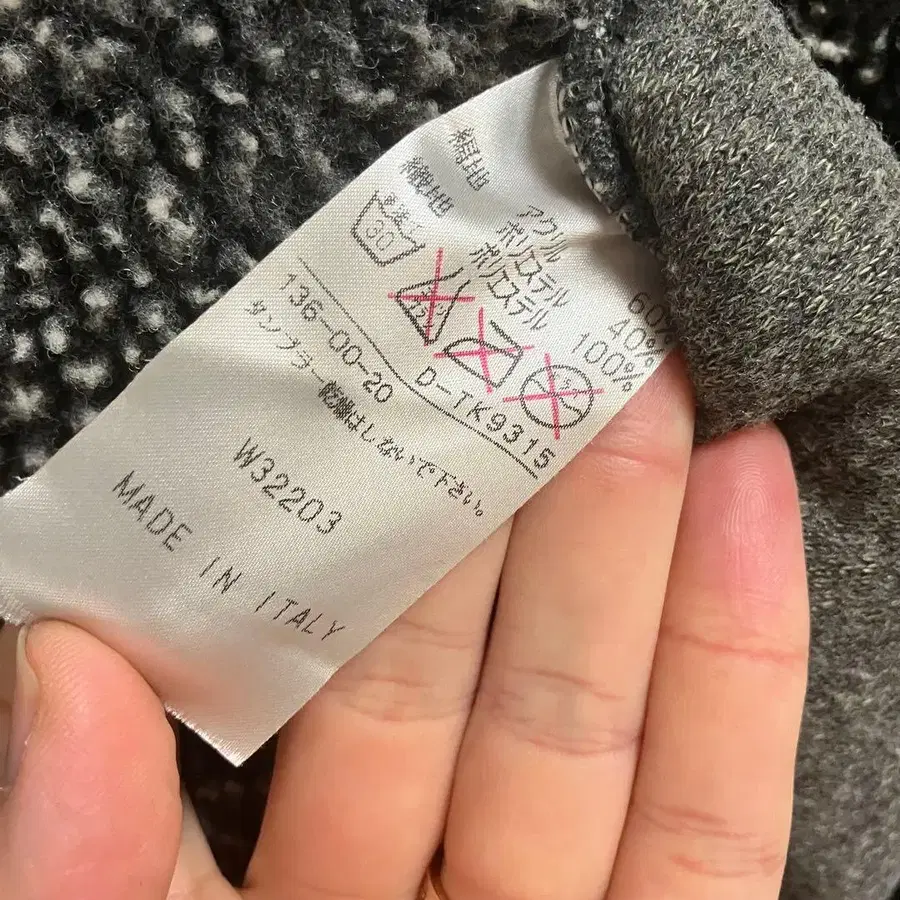 編地 アクリル 60%
ポリエステル 40%
織地 ポリエステル 100%
30
136-00-20 D-TK9315
タンブラー乾燥はしないで下さい。
W32203
MADE IN ITALY